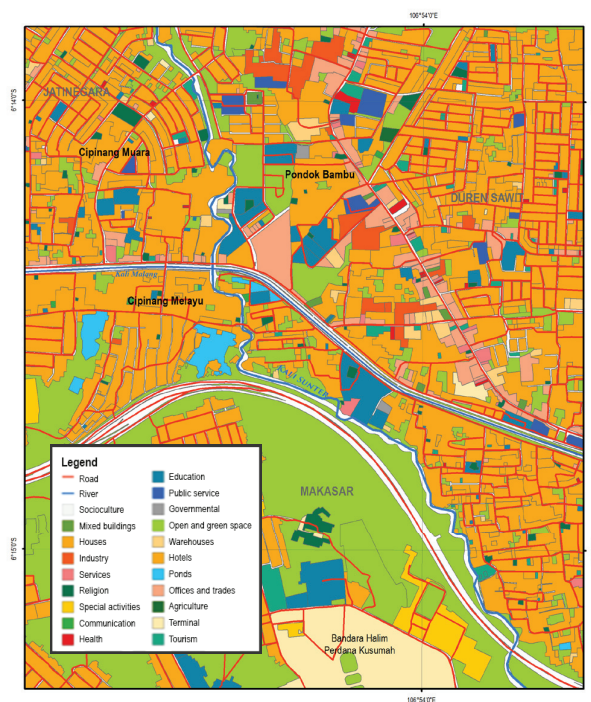 106°54'0"E
6°14'0"S
JATINEGARA
Cipinang Muara
Pondok Bambu
DUREN SAWIT
Kali Malang
Cipinang Melayu
KALI SUNTER
MAKASAR
6°15'0"S
Bandara Halim
Perdana Kusumah
Legend
Road
River
Socioculture
Mixed buildings
Houses
Industry
Services
Religion
Special activities
Communication
Health
Education
Public service
Governmental
Open and green space
Warehouses
Hotels
Ponds
Offices and trades
Agriculture
Terminal
Tourism
106°54'0"E